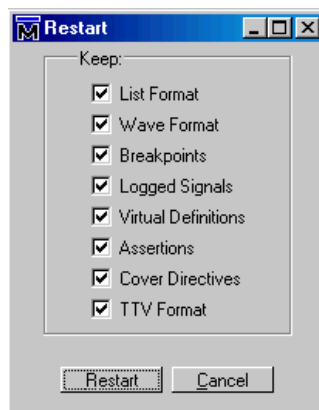 Restart
Keep:
List Format
Wave Format
Breakpoints
Logged Signals
Virtual Definitions
Assertions
Cover Directives
TTV Format
Restart Cancel